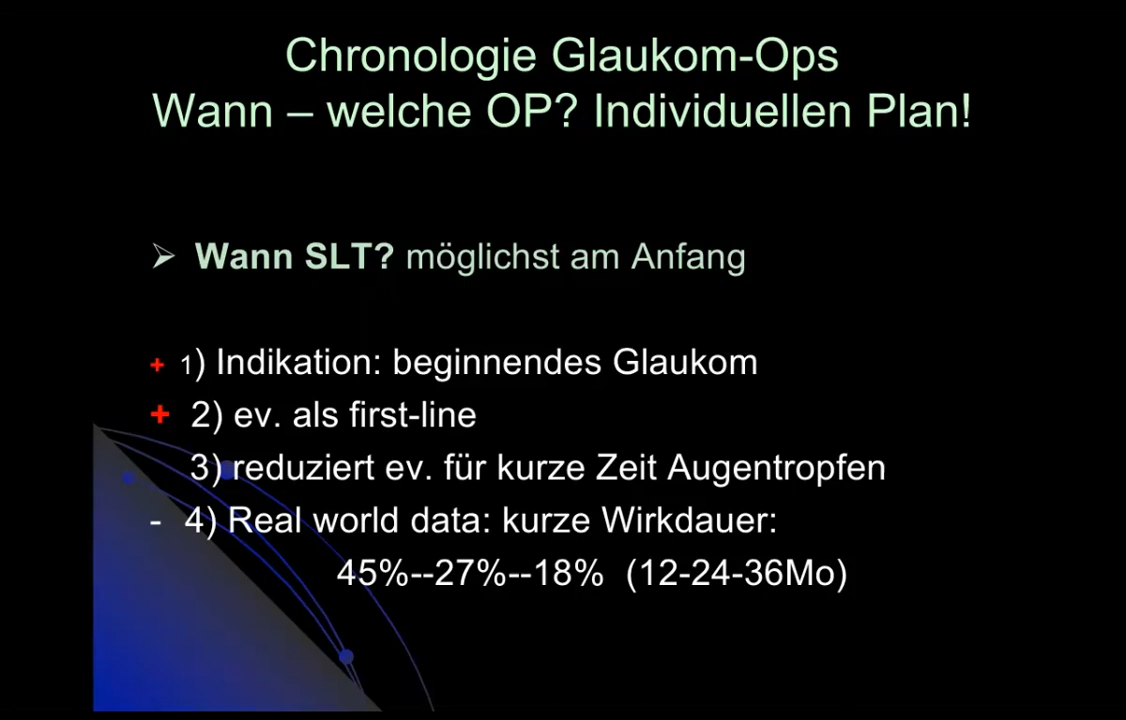 Chronologie Glaukom-Ops
Wann – welche OP? Individuellen Plan!
➢ Wann SLT? möglichst am Anfang
+ 1) Indikation: beginnendes Glaukom
+ 2) ev. als first-line
3) reduziert ev. für kurze Zeit Augentropfen
- 4) Real world data: kurze Wirkdauer:
45%--27%--18% (12-24-36Mo)